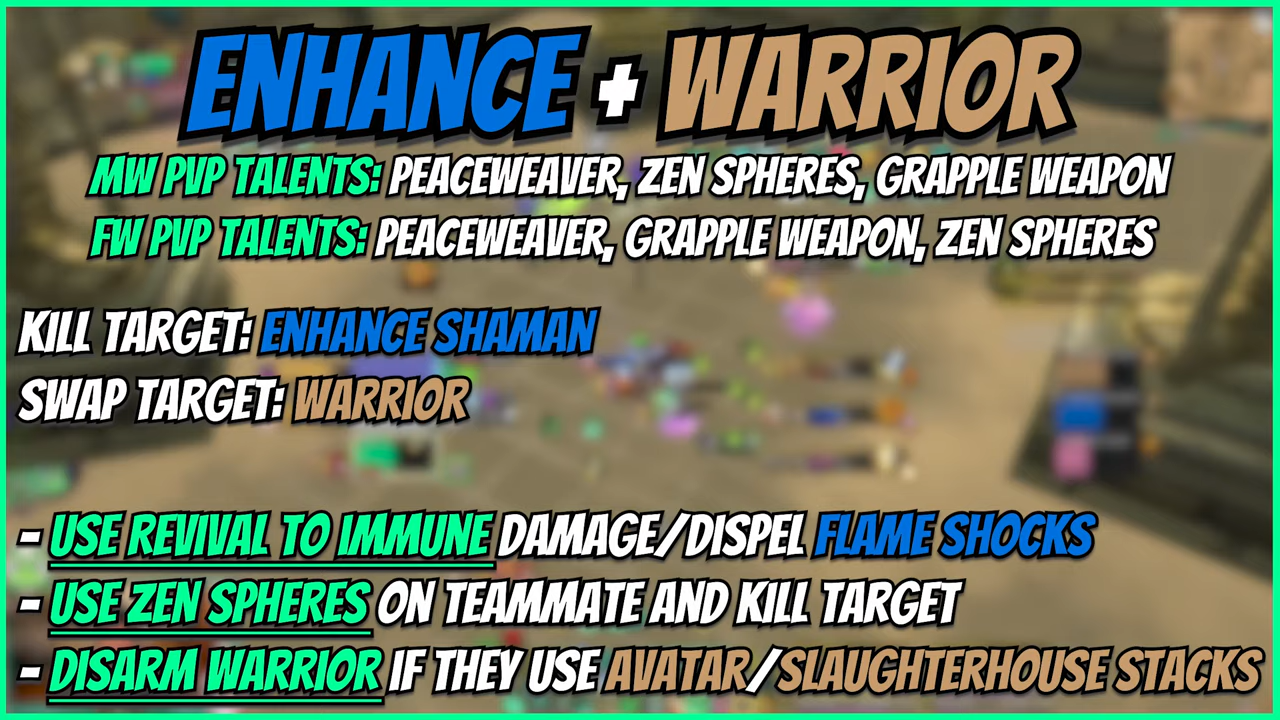 ENHANCE + WARRIOR
MW PVP TALENTS: PEACEWEAVER, ZEN SPHERES, GRAPPLE WEAPON
FW PVP TALENTS: PEACEWEAVER, GRAPPLE WEAPON, ZEN SPHERES
KILL TARGET: ENHANCE SHAMAN
SWAP TARGET: WARRIOR
- USE REVIVAL TO IMMUNE DAMAGE/DISPEL FLAME SHOCKS
- USE ZEN SPHERES ON TEAMMATE AND KILL TARGET
- DISARM WARRIOR IF THEY USE AVATAR/SLAUGHTERHOUSE STACKS